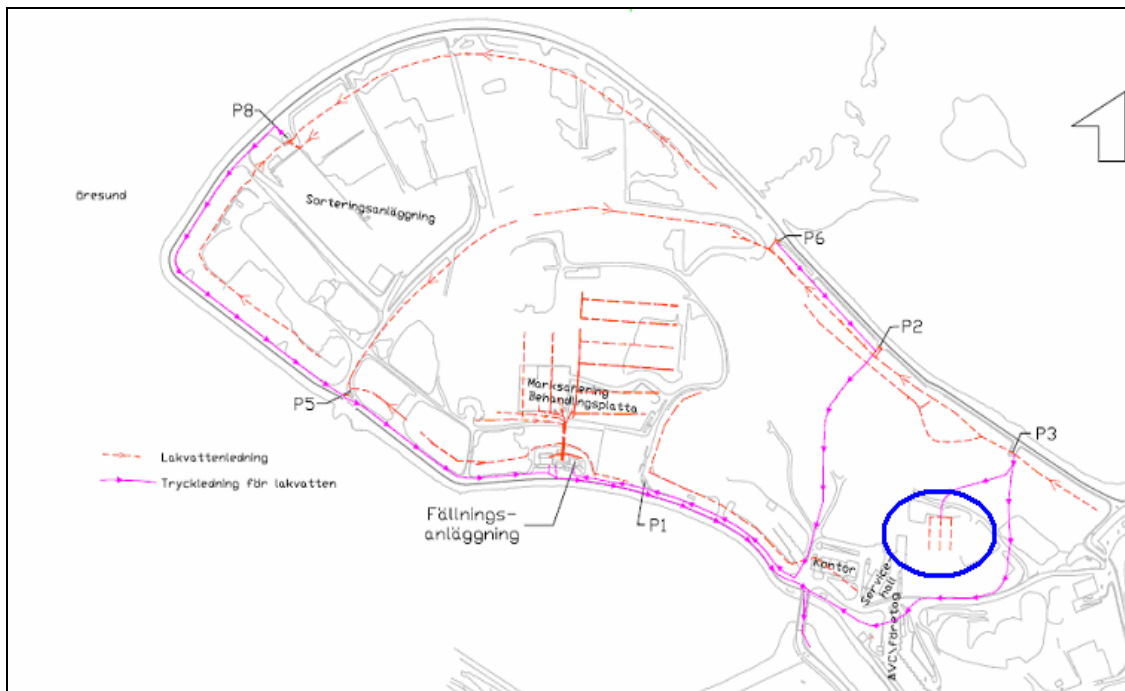 P8
Öresund
Sorteringsanläggning
P6
P2
Marksanering
Behandlingsplatta
P5
P3
Lakvattenledning
Tryckledning för lakvatten
Fällnings-
anläggning
P1
Kontor
Service-
hall
AVC\företag